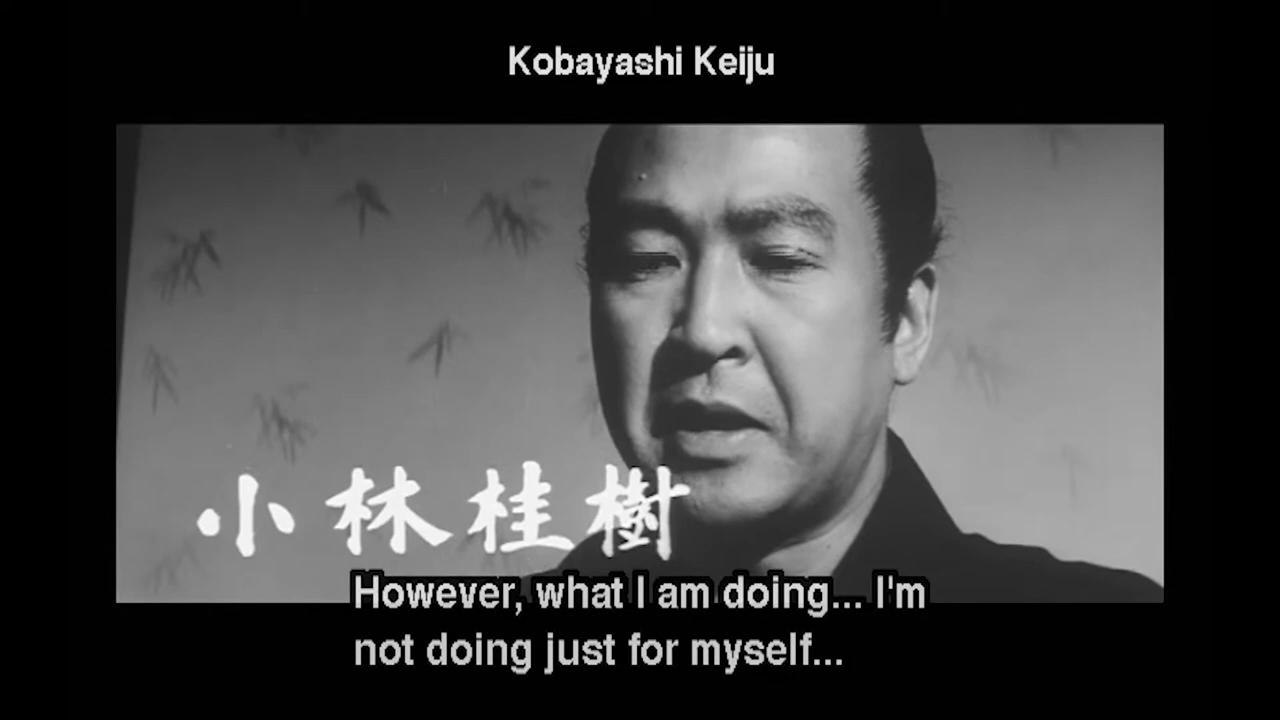 Kobayashi Keiju
小林桂樹
However, what I am doing... I'm
not doing just for myself...